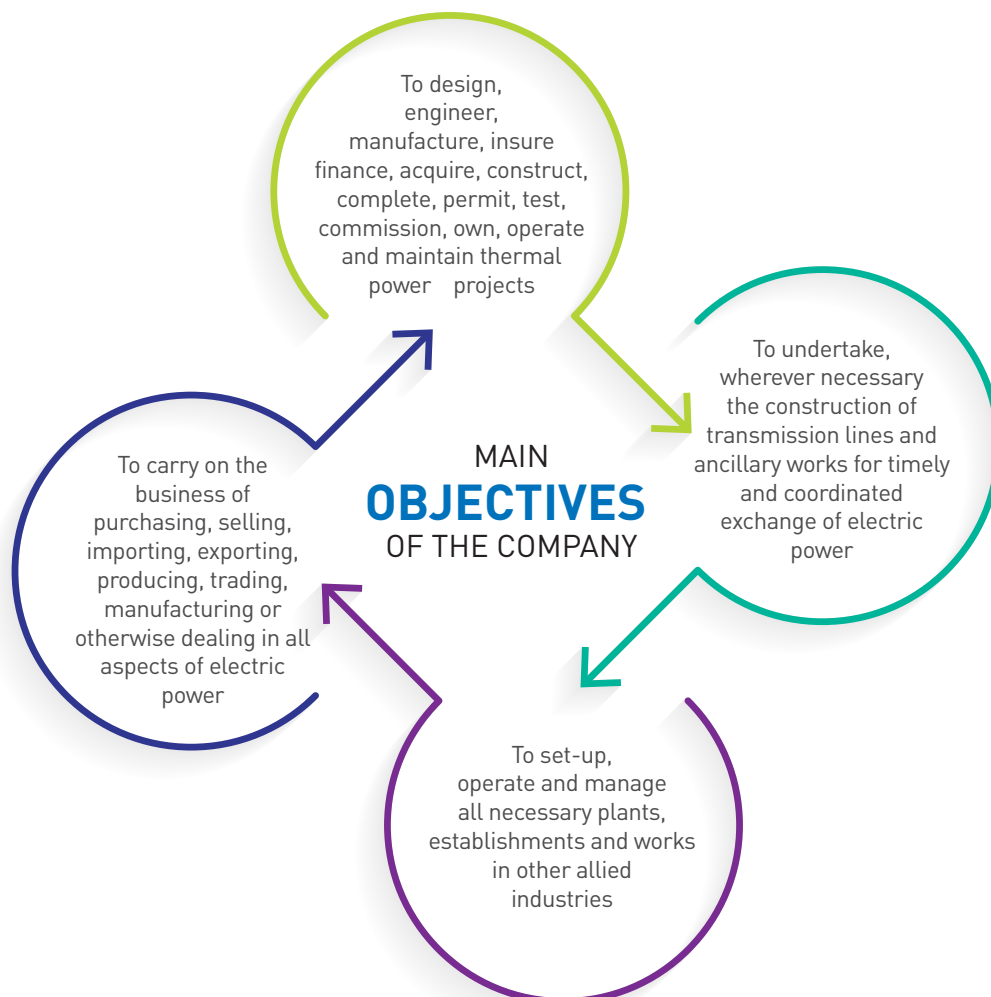 To design,
engineer,
manufacture, insure
finance, acquire, construct,
complete, permit, test,
commission, own, operate
and maintain thermal
power projects
To undertake,
wherever necessary
the construction of
transmission lines and
ancillary works for timely
and coordinated
exchange of electric
power
MAIN
OBJECTIVES
OF THE COMPANY
To carry on the
business of
purchasing, selling,
importing, exporting,
producing, trading,
manufacturing or
otherwise dealing in all
aspects of electric
power
To set-up,
operate and manage
all necessary plants,
establishments and works
in other allied
industries